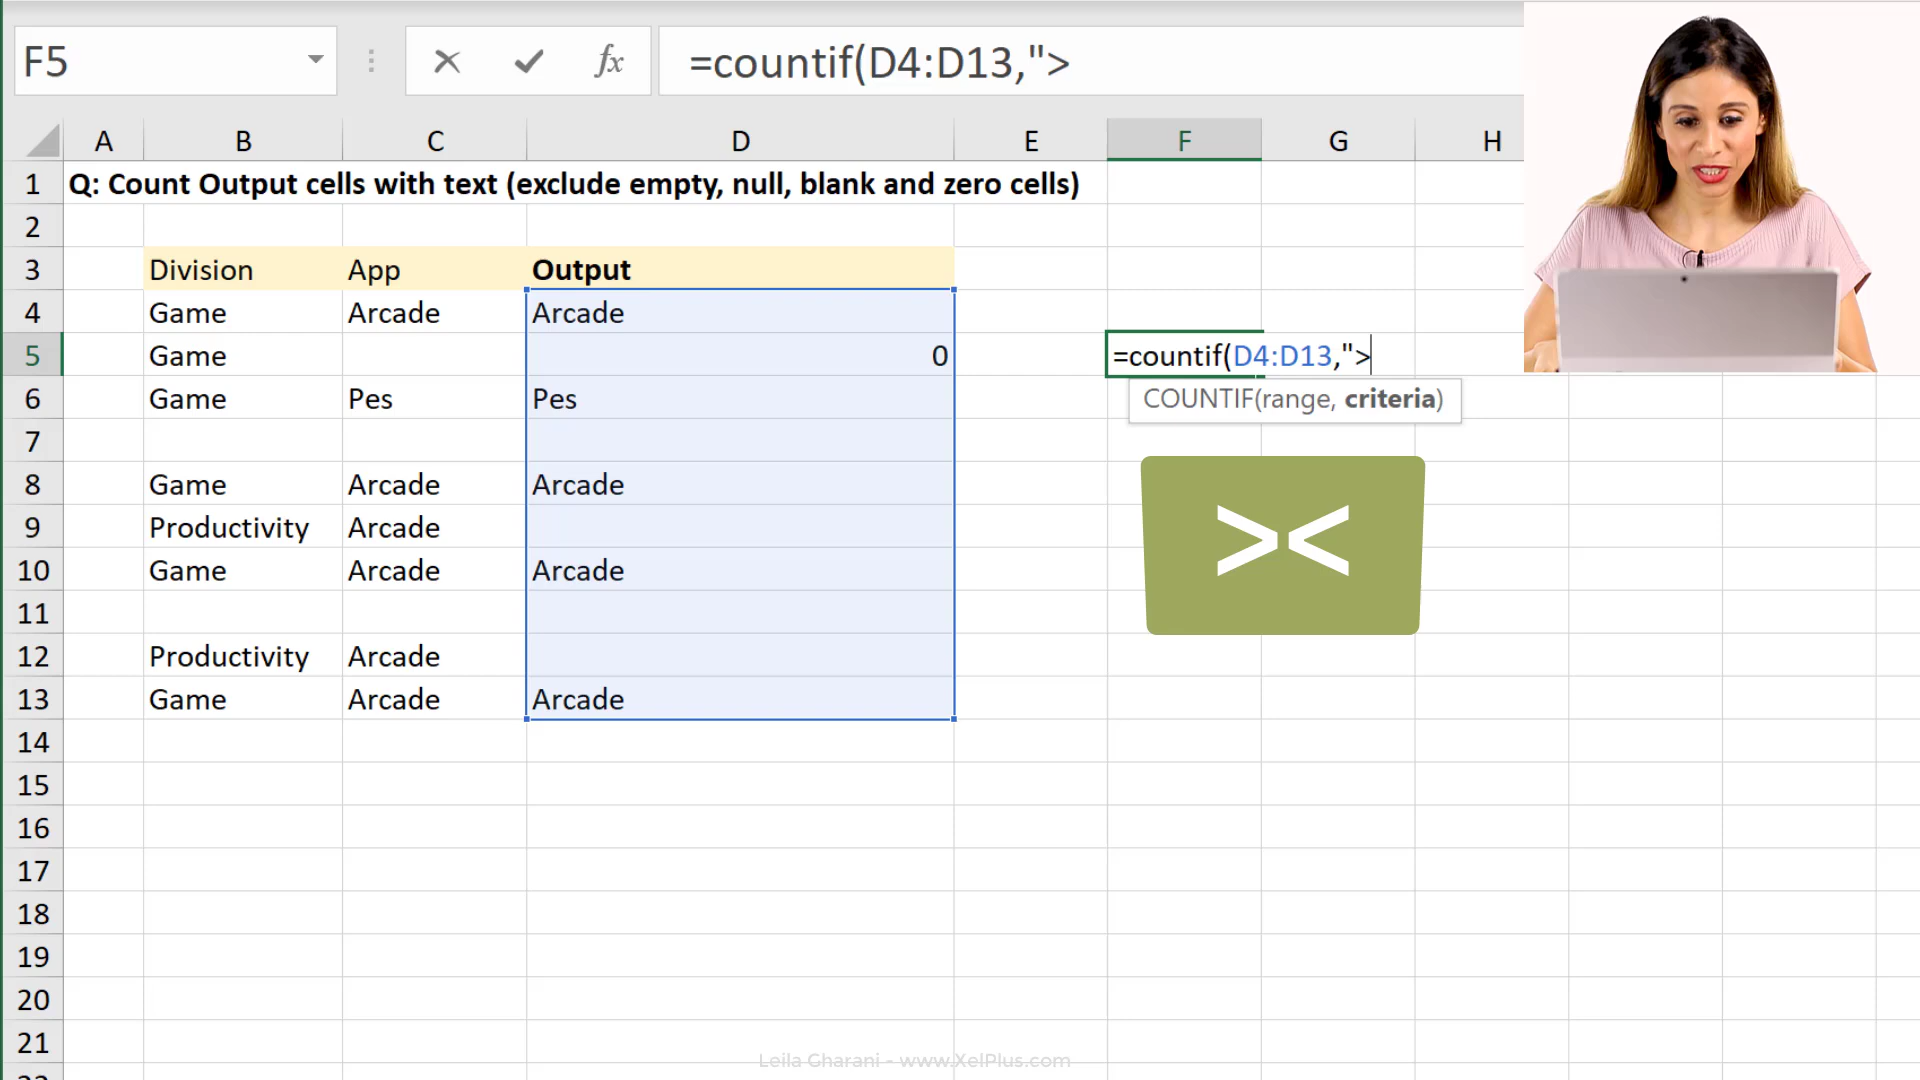 F5 fx =countif(D4:D13,">
A B C D E F G H
1 Q: Count Output cells with text (exclude empty, null, blank and zero cells)
2
3 Division App Output
4 Game Arcade Arcade
5 Game 0 =countif(D4:D13,">
COUNTIF(range, criteria)
6 Game Pes Pes
7
8 Game Arcade Arcade
9 Productivity Arcade
><
10 Game Arcade Arcade
11
12 Productivity Arcade
13 Game Arcade Arcade
14
15
16
17
18
19
20
21
Leila Gharani - www.XelPlus.com